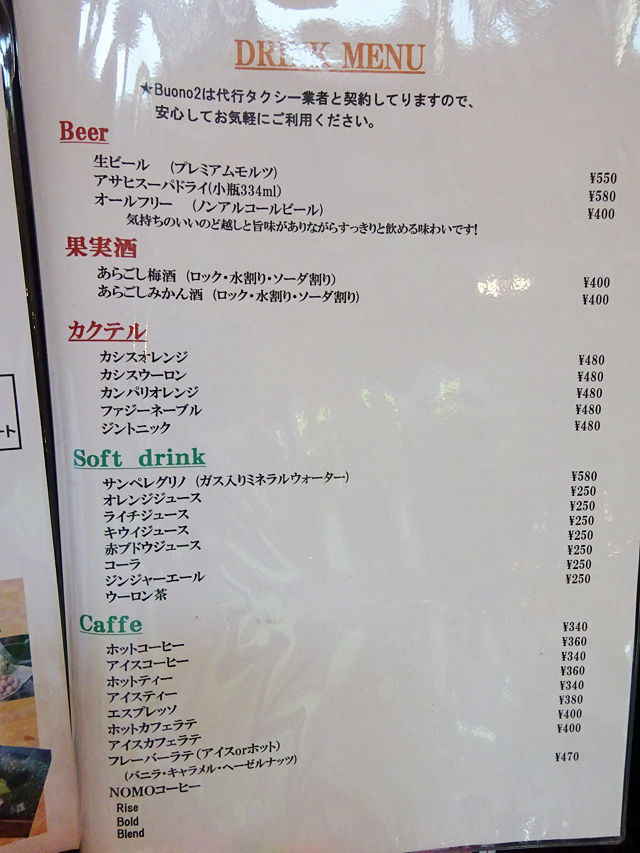 DRINK MENU
★Buono2は代行タクシー業者と契約してりますので、
安心してお気軽にご利用ください。
Beer
生ビール (プレミアムモルツ) ¥550
アサヒスーパドライ(小瓶334ml) ¥580
オールフリー (ノンアルコールビール) ¥400
気持ちのいいのど越しと旨味がありながらすっきりと飲める味わいです!
果実酒
あらごし梅酒 (ロック・水割り・ソーダ割り) ¥400
あらごしみかん酒 (ロック・水割り・ソーダ割り) ¥400
カクテル
カシスオレンジ ¥480
カシスウーロン ¥480
カンパリオレンジ ¥480
ファジーネーブル ¥480
ジントニック ¥480
Soft drink
サンペレグリノ (ガス入りミネラルウォーター) ¥580
オレンジジュース ¥250
ライチジュース ¥250
キウイジュース ¥250
赤ブドウジュース ¥250
コーラ ¥250
ジンジャーエール ¥250
ウーロン茶 ¥250
Caffe
ホットコーヒー ¥340
アイスコーヒー ¥360
ホットティー ¥340
アイスティー ¥360
エスプレッソ ¥340
ホットカフェラテ ¥380
アイスカフェラテ ¥400
フレーバーラテ(アイスorホット) ¥400
(バニラ・キャラメル・ヘーゼルナッツ)
NOMOコーヒー ¥470
Rise
Bold
Blend
ート